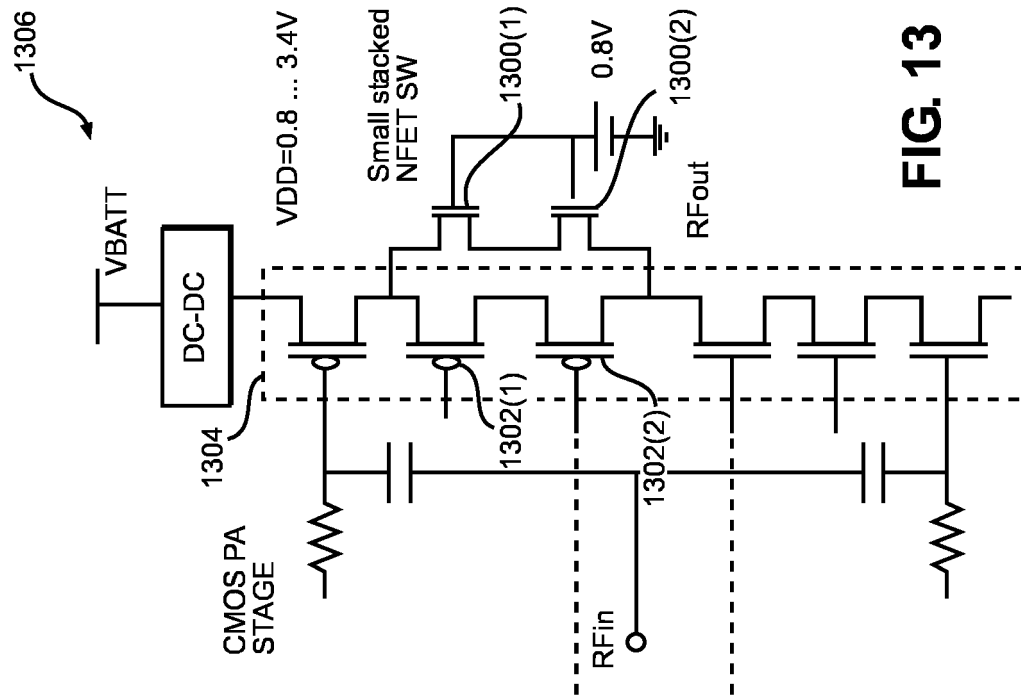 1306
VBATT
DC-DC
VDD=0.8 ... 3.4V
1304
CMOS PA
STAGE
Small stacked
NFET SW
1300(1)
0.8V
1300(2)
1302(1)
1302(2)
RFout
RFin
FIG. 13